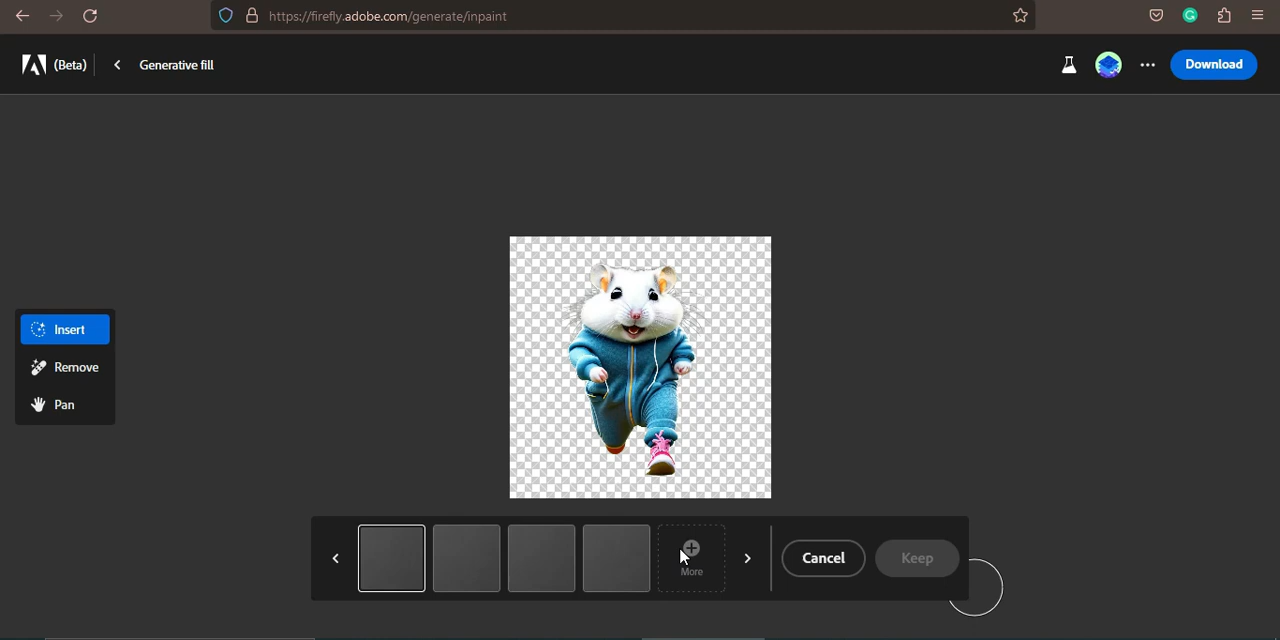 https://firefly.adobe.com/generate/inpaint
(Beta)
Generative fill
Download
Insert
Remove
Pan
More
Cancel
Keep